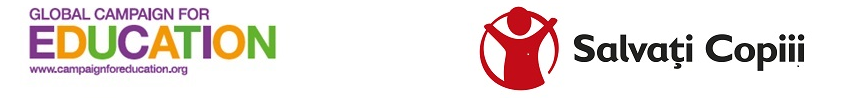 GLOBAL CAMPAIGN FOR
EDUCATION
www.campaignforeducation.org
Salvați Copiii